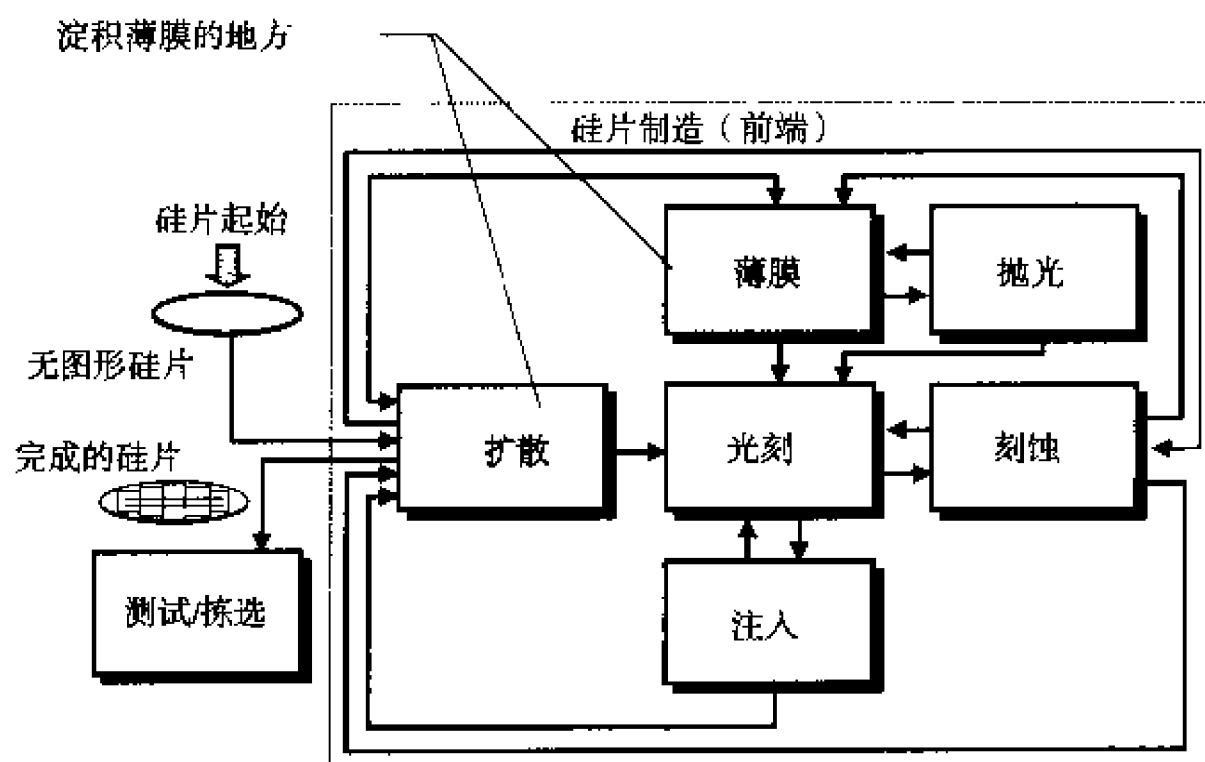 淀积薄膜的地方
硅片制造（前端）
硅片起始
薄膜
抛光
无图形硅片
扩散
光刻
刻蚀
完成的硅片
测试/拣选
注入